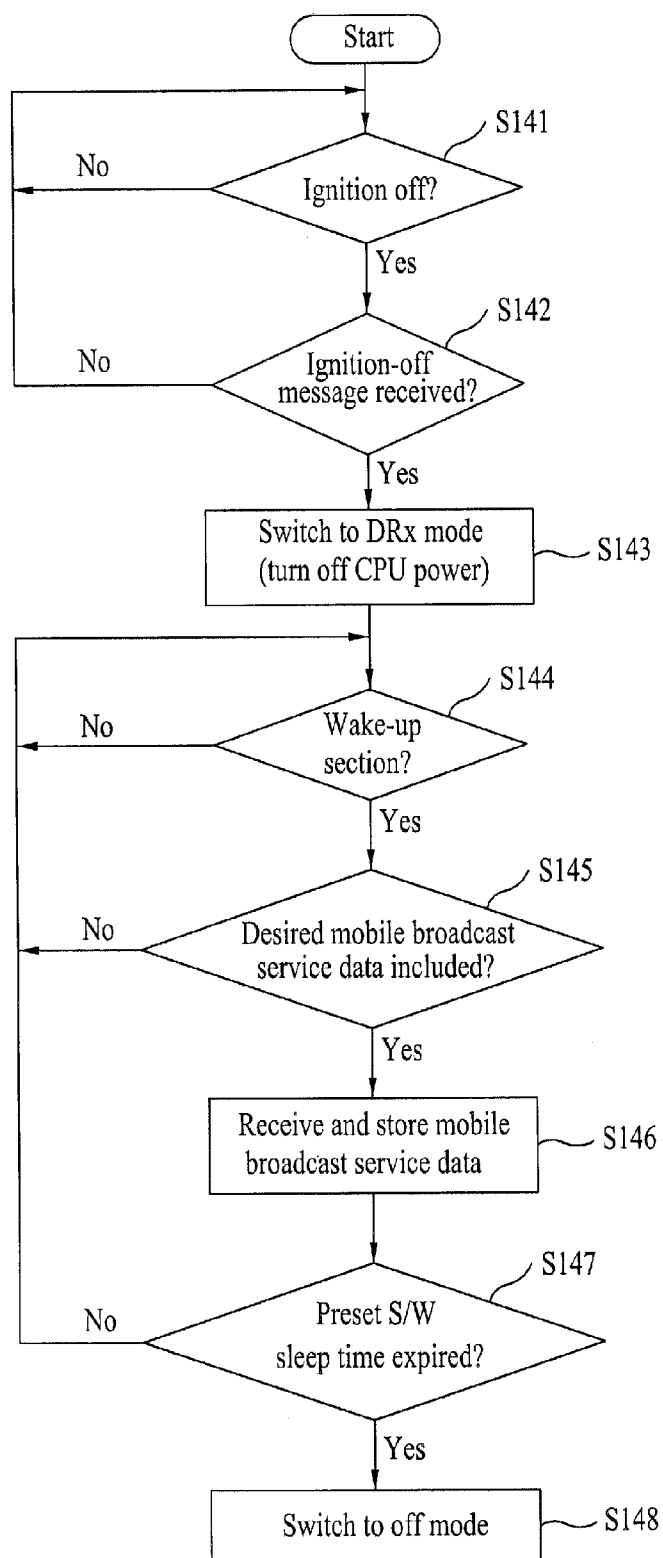 Start
S141
No
Ignition off?
Yes
S142
No
Ignition-off
message received?
Yes
Switch to DRx mode
(turn off CPU power)
S143
S144
No
Wake-up
section?
Yes
S145
No
Desired mobile broadcast
service data included?
Yes
Receive and store mobile
broadcast service data
S146
S147
No
Preset S/W
sleep time expired?
Yes
Switch to off mode
S148